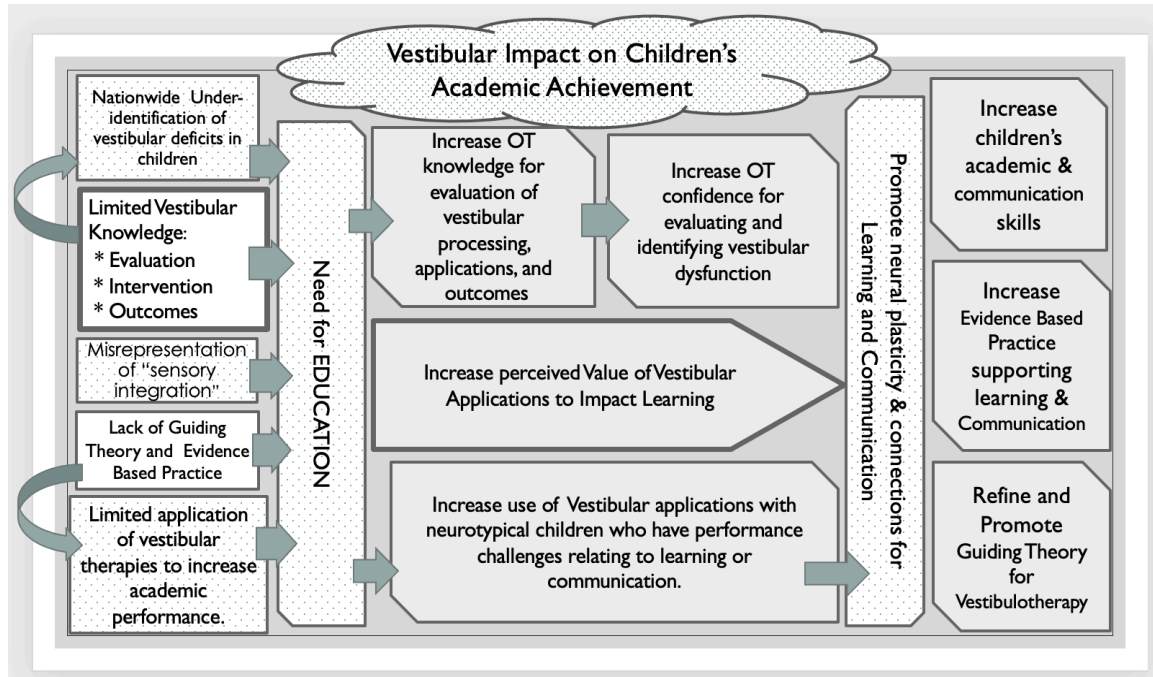 Vestibular Impact on Children's
Academic Achievement
Nationwide Under-
identification of
vestibular deficits in
children
Limited Vestibular
Knowledge:
* Evaluation
* Intervention
* Outcomes
Misrepresentation
of "sensory
integration"
Lack of Guiding
Theory and Evidence
Based Practice
Limited application
of vestibular
therapies to increase
academic
performance.
Need for EDUCATION
Increase OT
knowledge for
evaluation of
vestibular
processing,
applications, and
outcomes
Increase OT
confidence for
evaluating and
identifying vestibular
dysfunction
Increase perceived Value of Vestibular
Applications to Impact Learning
Increase use of Vestibular applications with
neurotypical children who have performance
challenges relating to learning or
communication.
Promote neural plasticity & connections for
Learning and Communication
Increase
children's
academic &
communication
skills
Increase
Evidence Based
Practice
supporting
learning &
Communication
Refine and
Promote
Guiding Theory
for
Vestibulotherapy